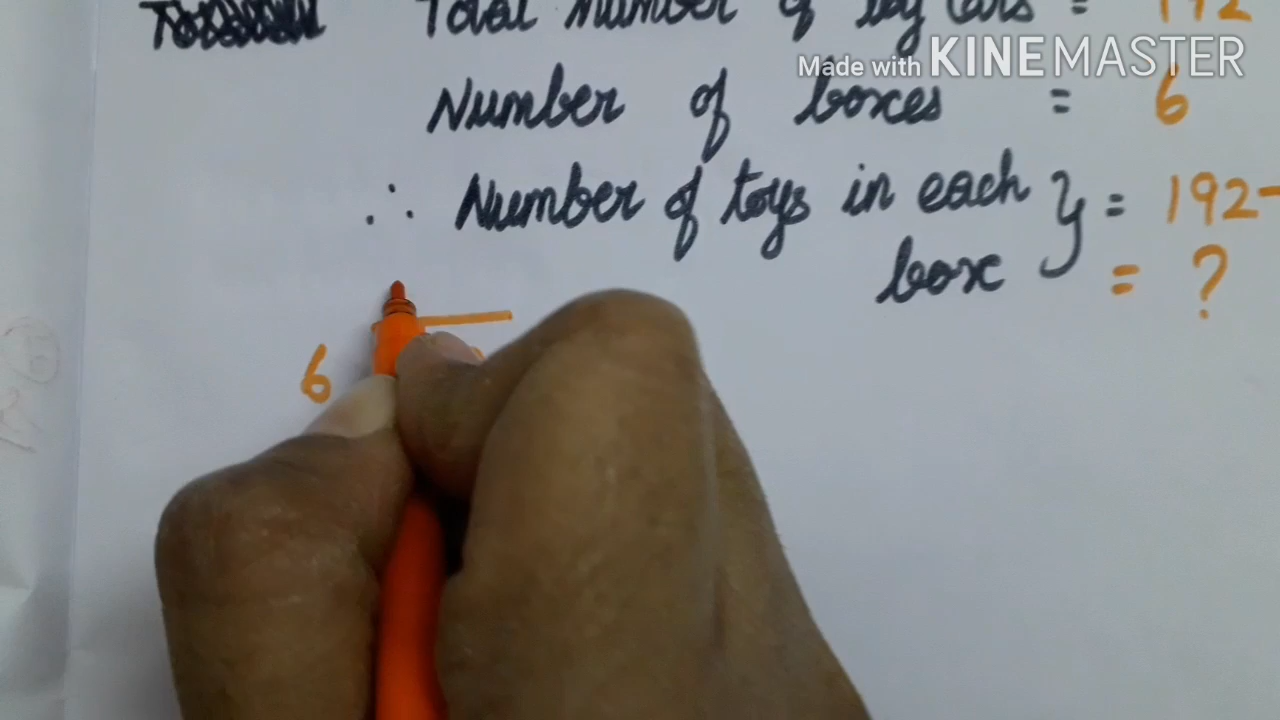 Total Number of toy cars = 192
Made with KINEMASTER
Number of boxes = 6
∴ Number of toys in each } = 192-
box = ?
6